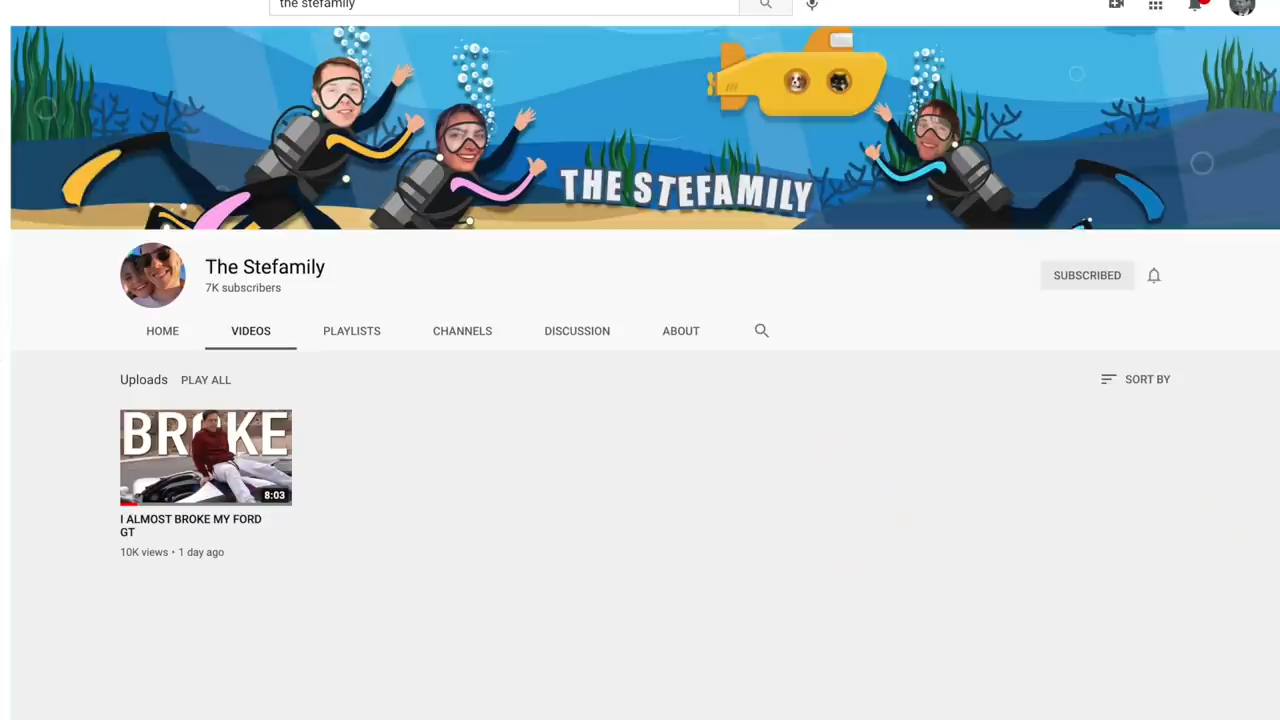 the stefamily
THE STEFAMILY
The Stefamily
7K subscribers
SUBSCRIBED
HOME VIDEOS PLAYLISTS CHANNELS DISCUSSION ABOUT
Uploads PLAY ALL SORT BY
BROKE
8:03
I ALMOST BROKE MY FORD
GT
10K views • 1 day ago